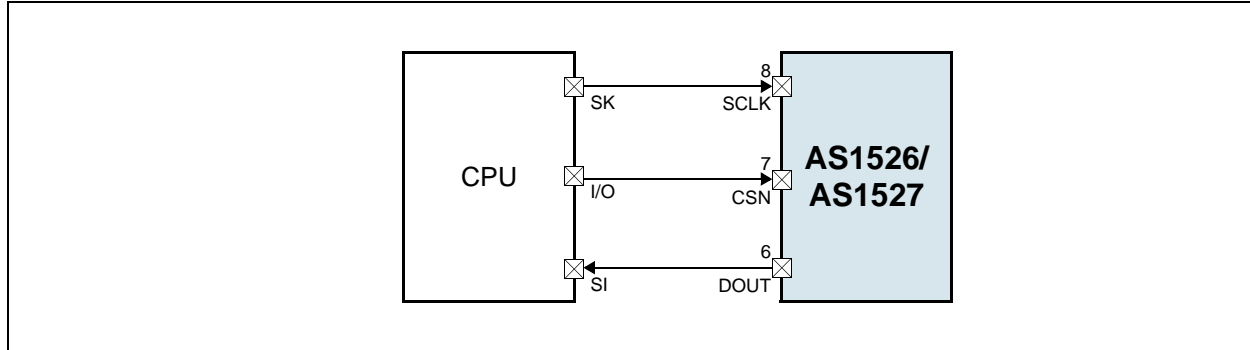 8
SK SCLK
CPU
7
I/O CSN
AS1526/
AS1527
6
SI DOUT